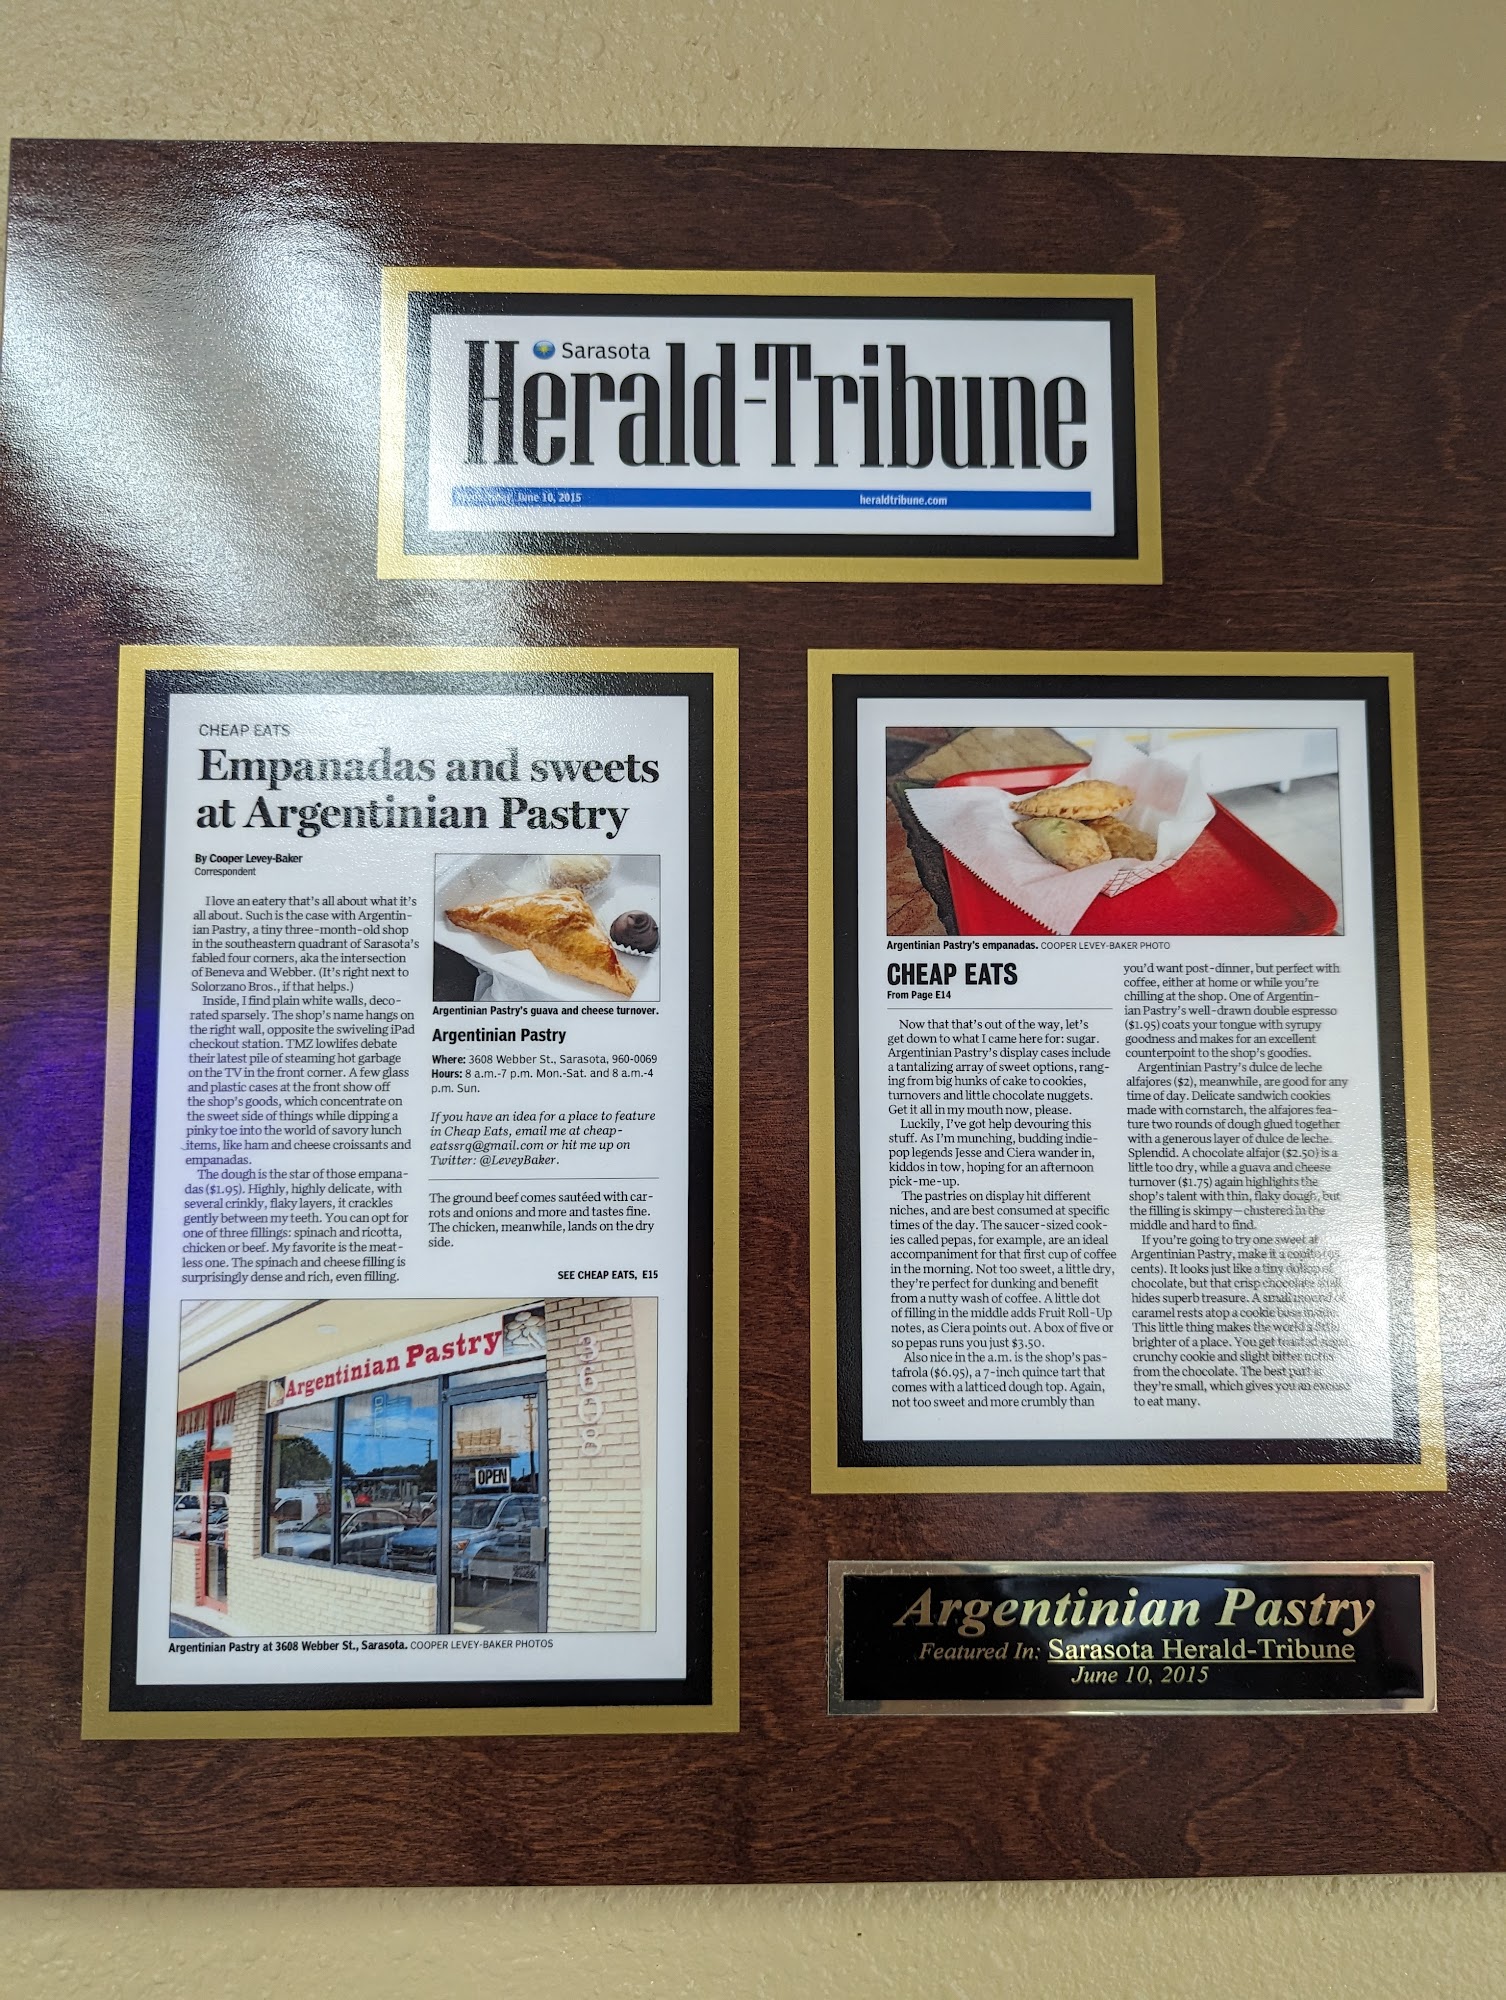 Sarasota
Herald-Tribune
June 10, 2015
heraldtribune.com
CHEAP EATS
Empanadas and sweets
at Argentinian Pastry
By Cooper Levey-Baker
Correspondent
I love an eatery that's all about what it's
all about. Such is the case with Argentin-
ian Pastry, a tiny three-month-old shop
in the southeastern quadrant of Sarasota's
fabled four corners, aka the intersection
of Beneva and Webber. (It's right next to
Solorzano Bros., if that helps.)
Inside, I find plain white walls, deco-
rated sparsely. The shop's name hangs on
the right wall, opposite the swiveling iPad
checkout station. TMZ lowlifes debate
their latest pile of steaming hot garbage
on the TV in the front corner. A few glass
and plastic cases at the front show off
the shop's goods, which concentrate on
the sweet side of things while dipping a
pinky toe into the world of savory lunch
items, like ham and cheese croissants and
empanadas.
The dough is the star of those empana-
das ($1.95). Highly, highly delicate, with
several crinkly, flaky layers, it crackles
gently between my teeth. You can opt for
one of three fillings: spinach and ricotta,
chicken or beef. My favorite is the meat-
less one. The spinach and cheese filling is
surprisingly dense and rich, even filling.
Argentinian Pastry's guava and cheese turnover.
Argentinian Pastry
Where: 3608 Webber St., Sarasota, 960-0069
Hours: 8 a.m.-7 p.m. Mon.-Sat. and 8 a.m.-4
p.m. Sun.
If you have an idea for a place to feature
in Cheap Eats, email me at cheap-
eatssrq@gmail.com or hit me up on
Twitter: @LeveyBaker.
The ground beef comes sautéed with car-
rots and onions and more and tastes fine.
The chicken, meanwhile, lands on the dry
side.
SEE CHEAP EATS, E15
Argentinian Pastry
3608
OPEN
Argentinian Pastry at 3608 Webber St., Sarasota. COOPER LEVEY-BAKER PHOTOS
Argentinian Pastry's empanadas. COOPER LEVEY-BAKER PHOTO
CHEAP EATS
From Page E14
Now that that's out of the way, let's
get down to what I came here for: sugar.
Argentinian Pastry's display cases include
a tantalizing array of sweet options, rang-
ing from big hunks of cake to cookies,
turnovers and little chocolate nuggets.
Get it all in my mouth now, please.
Luckily, I've got help devouring this
stuff. As I'm munching, budding indie-
pop legends Jesse and Ciera wander in,
kiddos in tow, hoping for an afternoon
pick-me-up.
The pastries on display hit different
niches, and are best consumed at specific
times of the day. The saucer-sized cook-
ies called pepas, for example, are an ideal
accompaniment for that first cup of coffee
in the morning. Not too sweet, a little dry,
they're perfect for dunking and benefit
from a nutty wash of coffee. A little dot
of filling in the middle adds Fruit Roll-Up
notes, as Ciera points out. A box of five or
so pepas runs you just $3.50.
Also nice in the a.m. is the shop's pas-
tafrola ($6.95), a 7-inch quince tart that
comes with a latticed dough top. Again,
not too sweet and more crumbly than
you'd want post-dinner, but perfect with
coffee, either at home or while you're
chilling at the shop. One of Argentin-
ian Pastry's well-drawn double espresso
($1.95) coats your tongue with syrupy
goodness and makes for an excellent
counterpoint to the shop's goodies.
Argentinian Pastry's dulce de leche
alfajores ($2), meanwhile, are good for any
time of day. Delicate sandwich cookies
made with cornstarch, the alfajores fea-
ture two rounds of dough glued together
with a generous layer of dulce de leche.
Splendid. A chocolate alfajor ($2.50) is a
little too dry, while a guava and cheese
turnover ($1.75) again highlights the
shop's talent with thin, flaky dough, but
the filling is skimpy—clustered in the
middle and hard to find.
If you're going to try one sweet at
Argentinian Pastry, make it a
cents). It looks just like a tiny dollop of
chocolate, but that crisp chocolate shell
hides superb treasure. A small mound of
caramel rests atop a cookie base inside.
This little thing makes the world a little
brighter of a place. You get
crunchy cookie and slight bitter notes
from the chocolate. The best part is
they're small, which gives you an excuse
to eat many.
Argentinian Pastry
Featured In: Sarasota Herald-Tribune
June 10, 2015